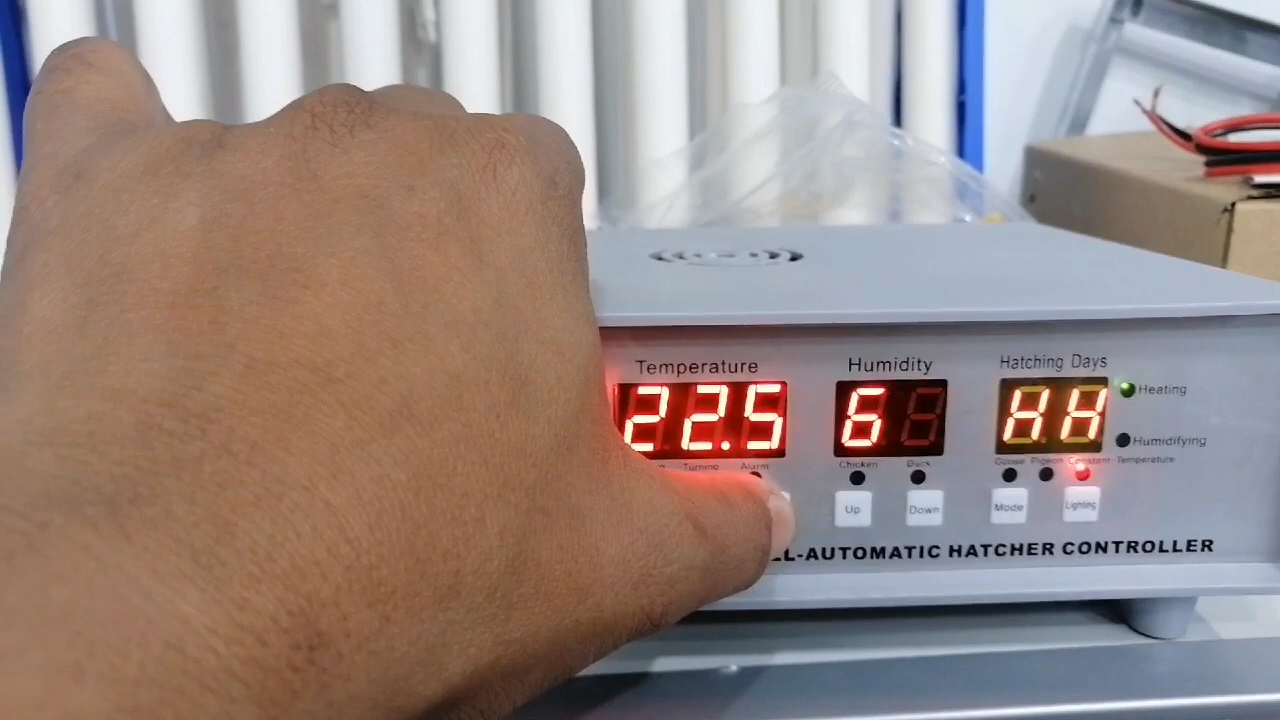 Temperature Humidity Hatching Days
22.5 6 HH Heating
Humidifying
Turning Alarm Chicken Duck Goose Pigeon Constant-Temperature
Up Down Mode Lighting
LL-AUTOMATIC HATCHER CONTROLLER